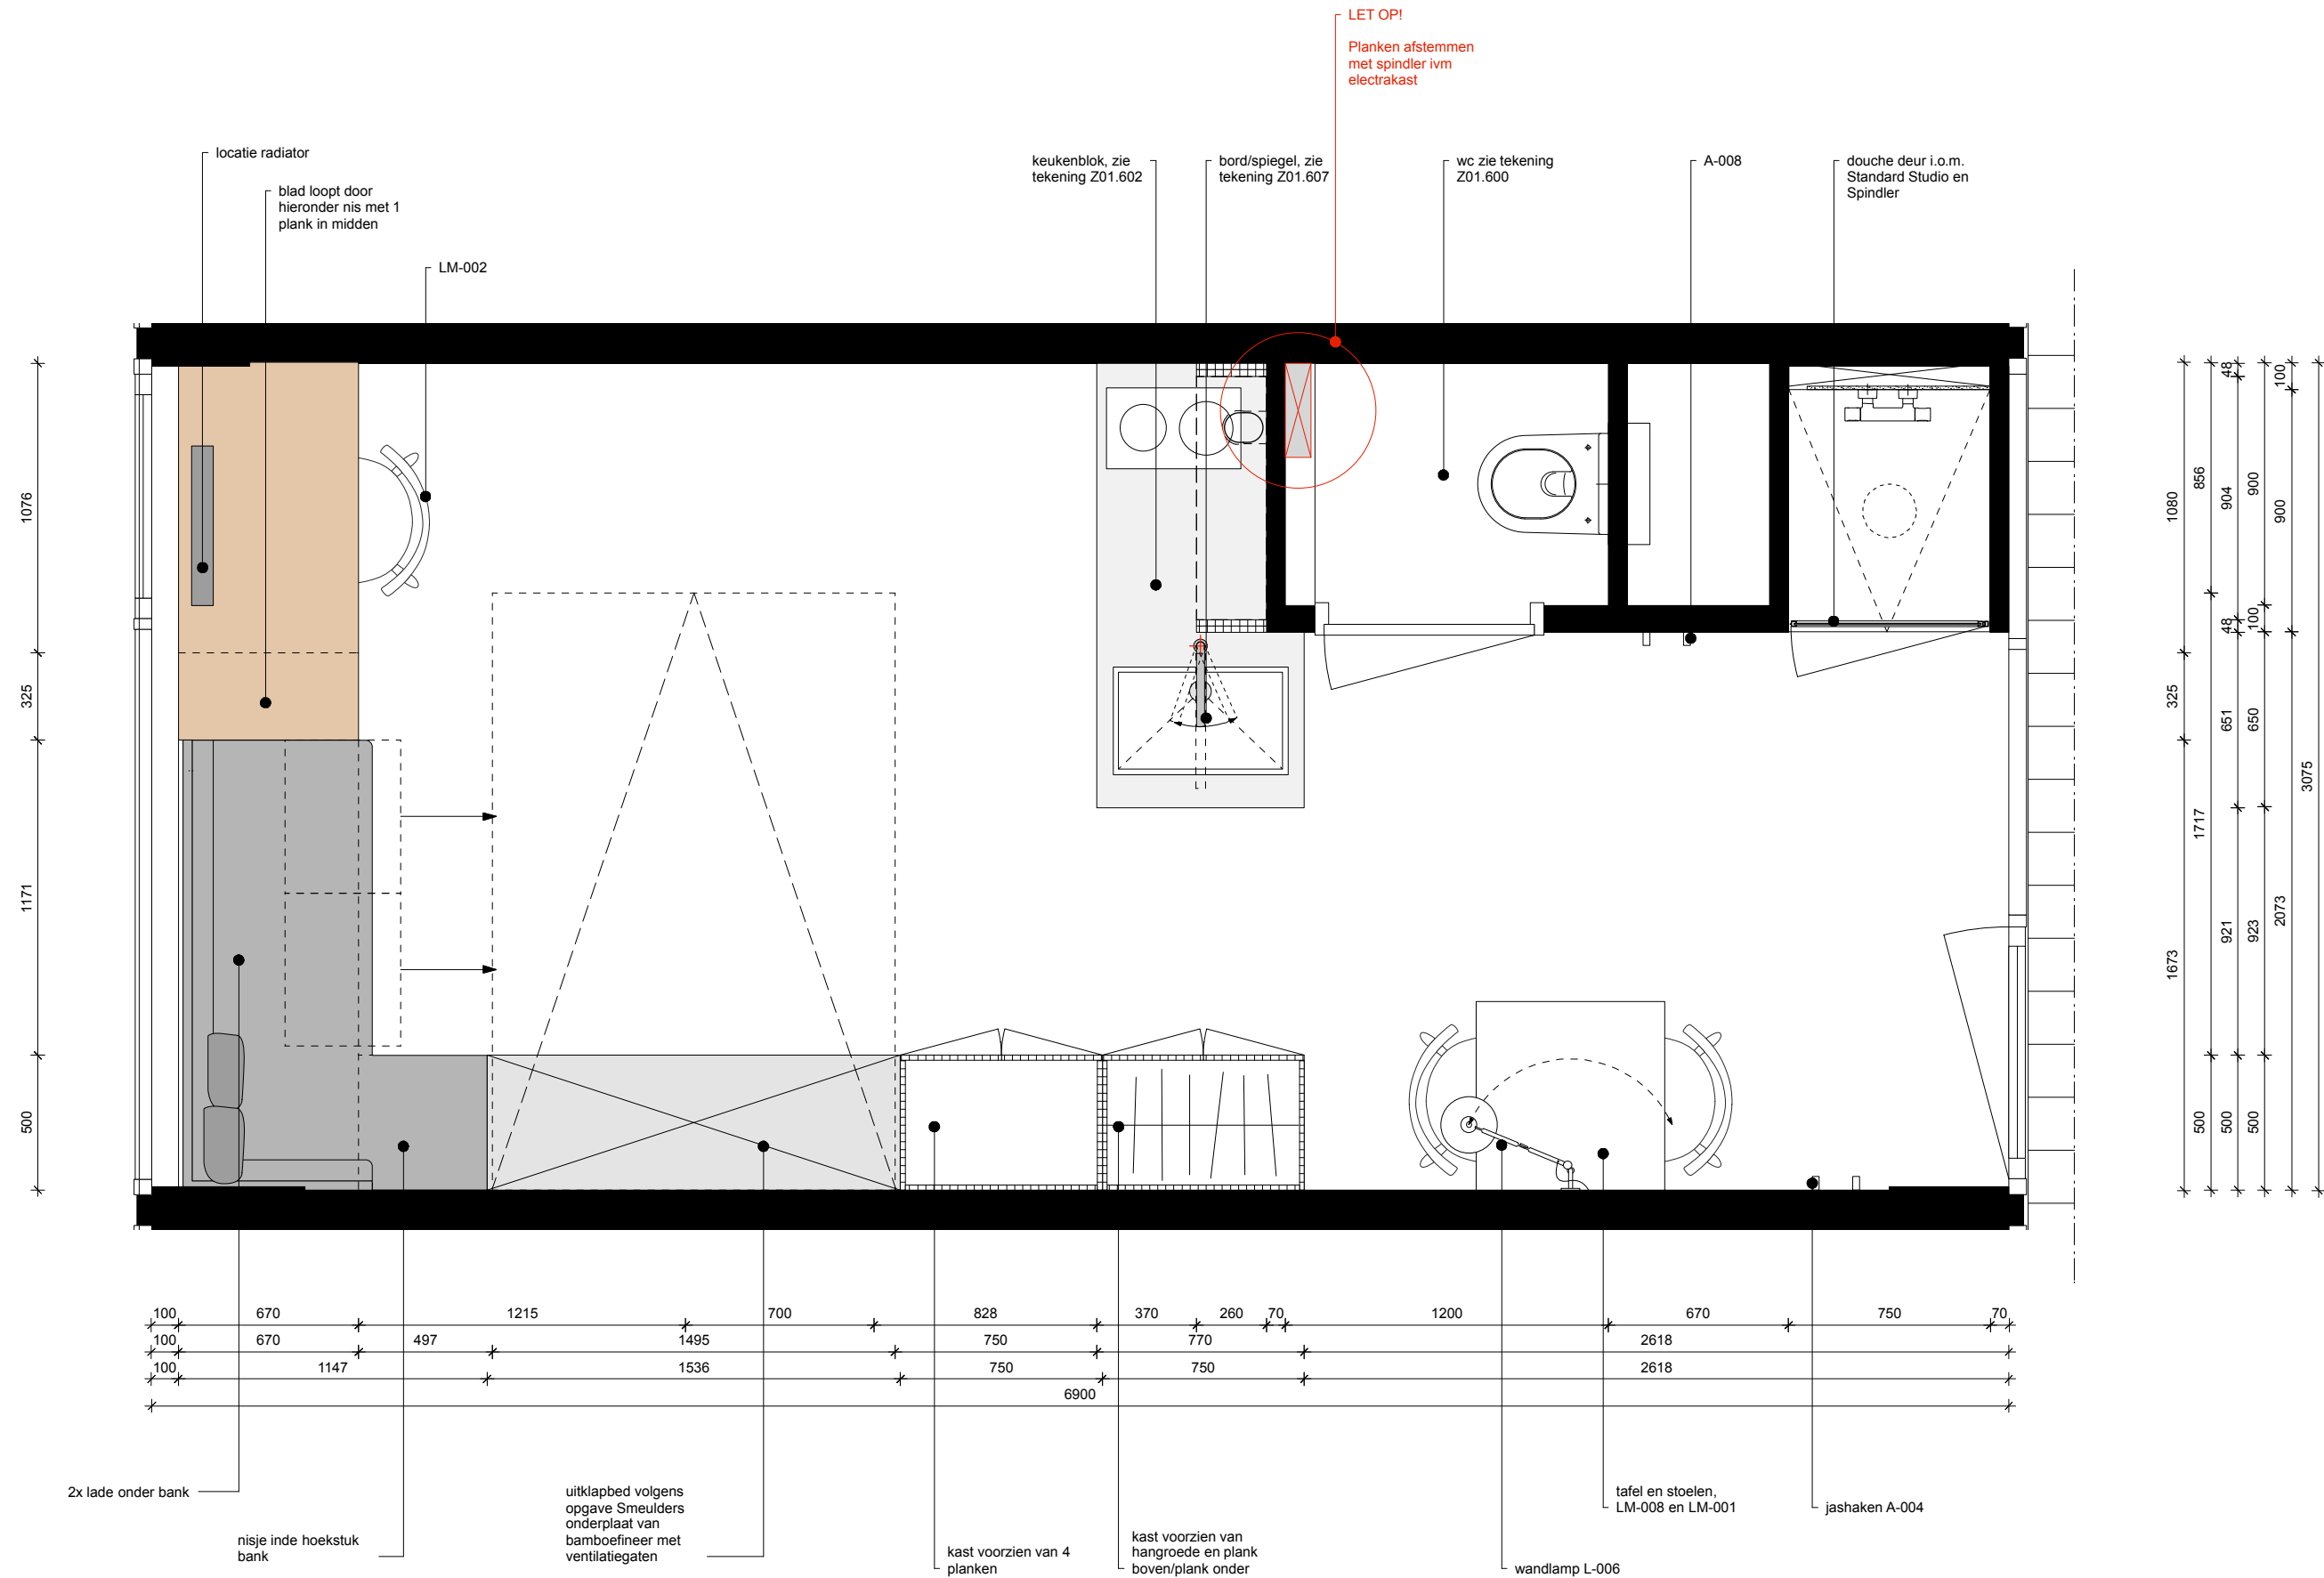 LET OP!
Planken afstemmen
met spindler ivm
electrakast
locatie radiator
blad loopt door
hieronder nis met 1
plank in midden
LM-002
keukenblok, zie
tekening Z01.602
bord/spiegel, zie
tekening Z01.607
wc zie tekening
Z01.600
A-008
douche deur i.o.m.
Standard Studio en
Spindler
1076
325
1171
500
1080
325
1673
856
1717
500
48
904
48
651
921
500
900
100
650
923
500
100
900
2073
3075
100
670
1215
700
828
370
260
70
1200
670
750
70
100
670
497
1495
750
770
2618
100
1147
1536
750
750
2618
6900
2x lade onder bank
nisje inde hoekstuk
bank
uitklapbed volgens
opgave Smeulders
onderplaat van
bamboefineer met
ventilatiegaten
kast voorzien van 4
planken
kast voorzien van
hangroede en plank
boven/plank onder
wandlamp L-006
tafel en stoelen,
LM-008 en LM-001
jashaken A-004